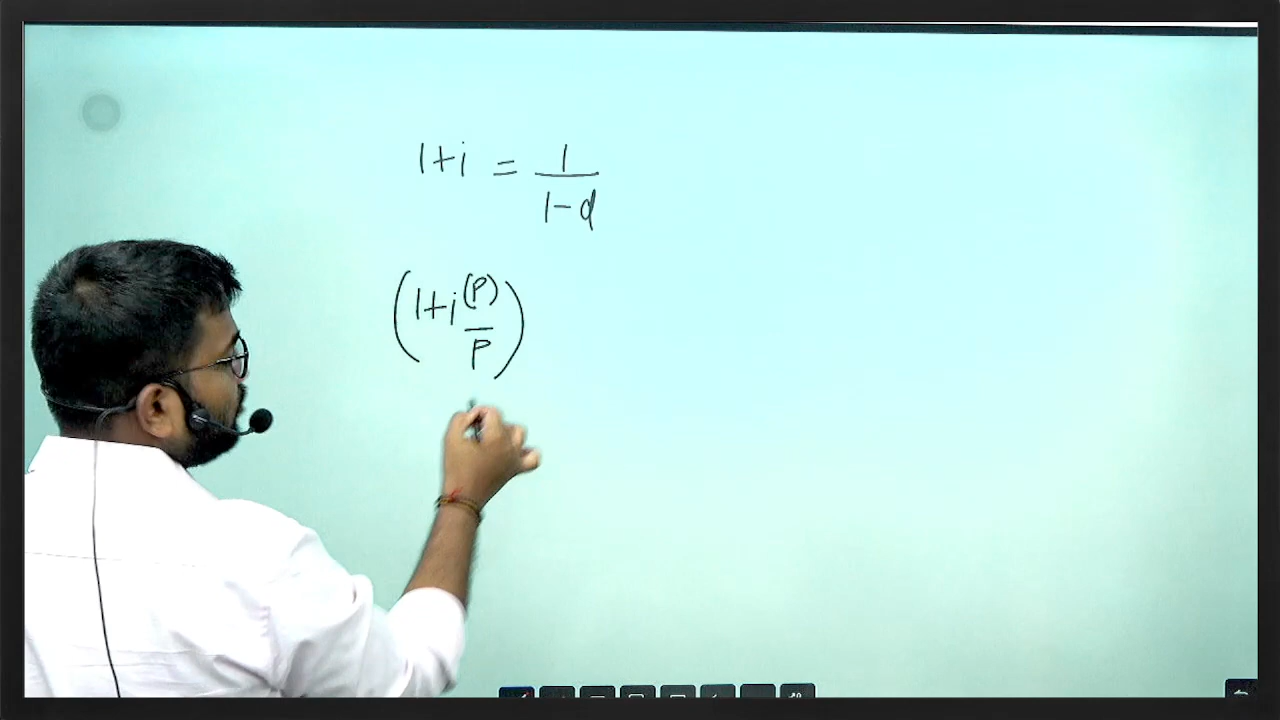 1+i = 1/(1-d)
(1+i^(p)/p)